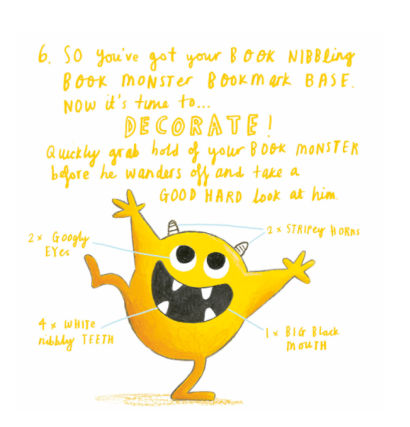 6. SO you've got your BOOK NIBBLING
BOOK MONSTER BOOKMARK BASE.
NOW it's time to...
DECORATE!
Quickly grab hold of your BOOK MONSTER
before he wanders off and take a
GOOD HARD look at him.
2 x Googly
EYes
2 x STRIPEY HORNS
4 x WHITE
nibbly TEETH
1 x BIG Black
MOUTH